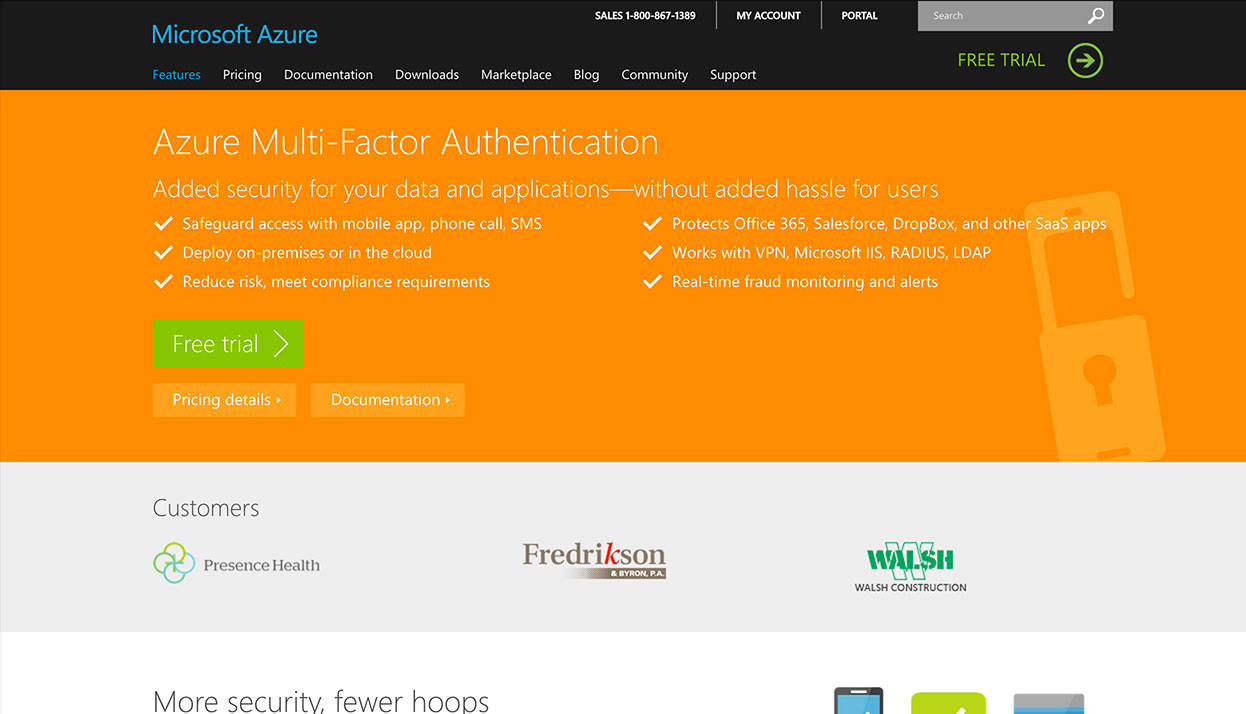 SALES 1-800-867-1389
MY ACCOUNT
PORTAL
Search
Microsoft Azure
FREE TRIAL
Features Pricing Documentation Downloads Marketplace Blog Community Support
Azure Multi-Factor Authentication
Added security for your data and applications—without added hassle for users
Safeguard access with mobile app, phone call, SMS
Deploy on-premises or in the cloud
Reduce risk, meet compliance requirements
Protects Office 365, Salesforce, DropBox, and other SaaS apps
Works with VPN, Microsoft IIS, RADIUS, LDAP
Real-time fraud monitoring and alerts
Free trial
Pricing details
Documentation
Customers
Presence Health
Fredrikson
& BYRON, P.A.
WALSH
WALSH CONSTRUCTION
More security, fewer hoops